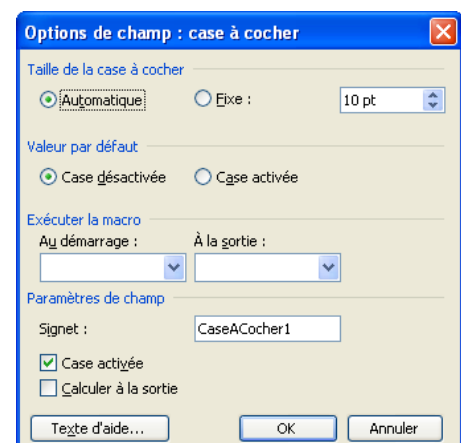 Options de champ : case à cocher
Taille de la case à cocher
Automatique Fixe : 10 pt
Valeur par défaut
Case désactivée Case activée
Exécuter la macro
Au démarrage : À la sortie :
Paramètres de champ
Signet : CaseACocher1
Case activée
Calculer à la sortie
Texte d'aide... OK Annuler